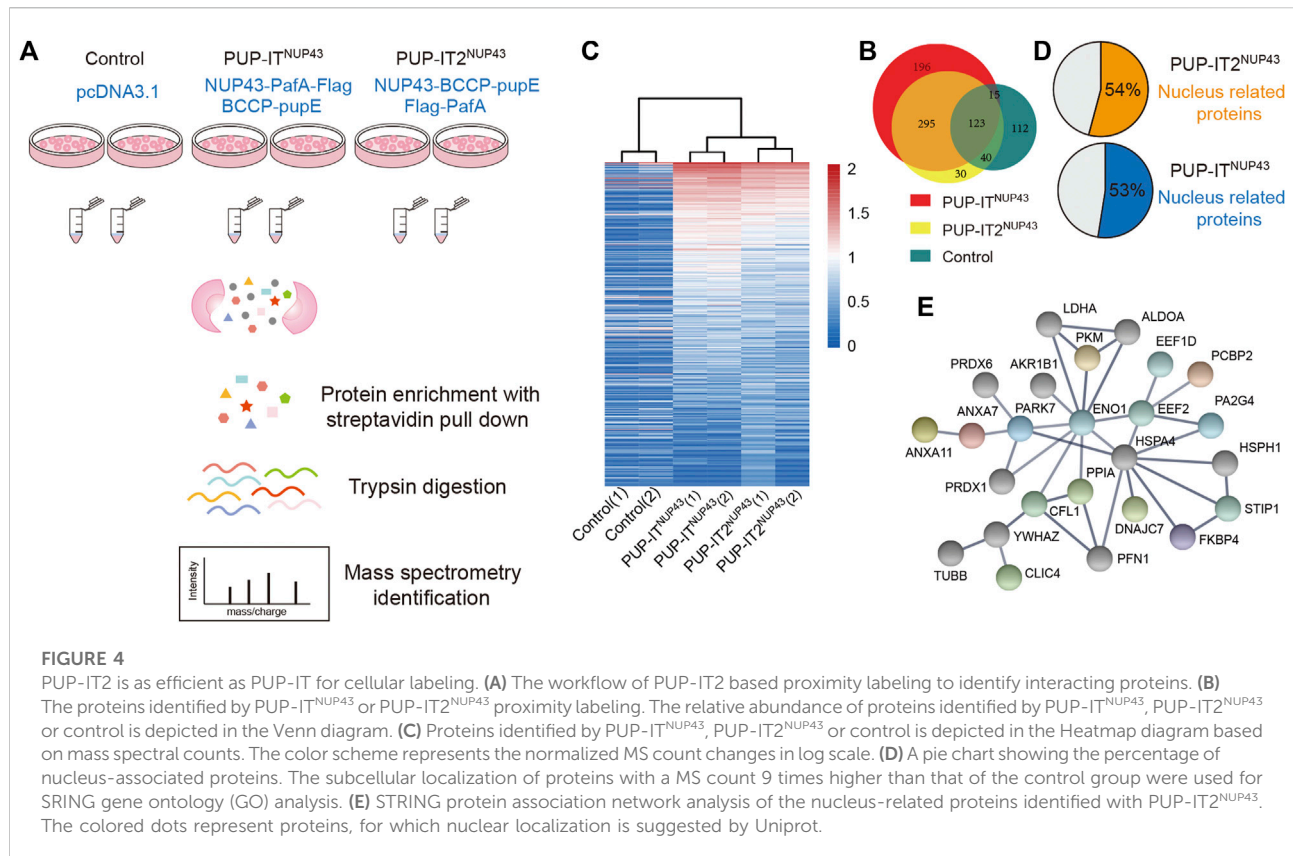 A
Control
pcDNA3.1
PUP-IT^NUP43
NUP43-PafA-Flag
BCCP-pupE
PUP-IT2^NUP43
NUP43-BCCP-pupE
Flag-PafA
Protein enrichment with
streptavidin pull down
Trypsin digestion
Intensity
mass/charge
Mass spectrometry
identification
C
2
1.5
1
0.5
0
Control(1)
Control(2)
PUP-IT^NUP43(1)
PUP-IT^NUP43(2)
PUP-IT2^NUP43(1)
PUP-IT2^NUP43(2)
B
196
15
295
123
112
40
30
PUP-IT^NUP43
PUP-IT2^NUP43
Control
D
54%
PUP-IT2^NUP43
Nucleus related
proteins
53%
PUP-IT^NUP43
Nucleus related
proteins
E
LDHA
ALDOA
PKM
EEF1D
PCBP2
PRDX6
AKR1B1
ANXA7
PARK7
ENO1
EEF2
PA2G4
ANXA11
HSPA4
HSPH1
PRDX1
PPIA
CFL1
DNAJC7
STIP1
YWHAZ
FKBP4
TUBB
CLIC4
PFN1
FIGURE 4
PUP-IT2 is as efficient as PUP-IT for cellular labeling. (A) The workflow of PUP-IT2 based proximity labeling to identify interacting proteins. (B)
The proteins identified by PUP-IT^NUP43 or PUP-IT2^NUP43 proximity labeling. The relative abundance of proteins identified by PUP-IT^NUP43, PUP-IT2^NUP43
or control is depicted in the Venn diagram. (C) Proteins identified by PUP-IT^NUP43, PUP-IT2^NUP43 or control is depicted in the Heatmap diagram based
on mass spectral counts. The color scheme represents the normalized MS count changes in log scale. (D) A pie chart showing the percentage of
nucleus-associated proteins. The subcellular localization of proteins with a MS count 9 times higher than that of the control group were used for
SRING gene ontology (GO) analysis. (E) STRING protein association network analysis of the nucleus-related proteins identified with PUP-IT2^NUP43.
The colored dots represent proteins, for which nuclear localization is suggested by Uniprot.